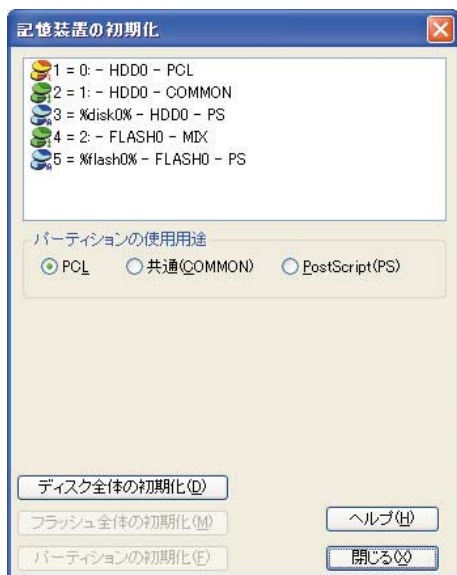 記憶装置の初期化
1 = 0: - HDD0 - PCL
2 = 1: - HDD0 - COMMON
3 = %disk0% - HDD0 - PS
4 = 2: - FLASH0 - MIX
5 = %flash0% - FLASH0 - PS
パーティションの使用用途
PCL 共通(COMMON) PostScript(PS)
ディスク全体の初期化(D)
フラッシュ全体の初期化(M)
ヘルプ(H)
パーティションの初期化(F)
閉じる(X)